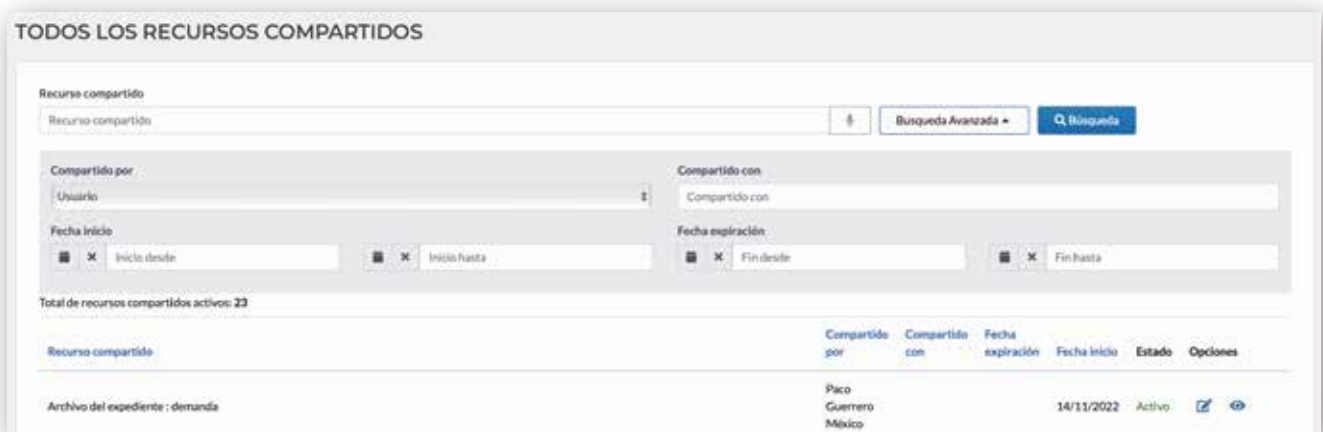 TODOS LOS RECURSOS COMPARTIDOS
Recurso compartido
Recurso compartido
Busqueda Avanzada
Búsqueda
Compartido por
Compartido con
Usuario
Compartido con
Fecha inicio
Fecha expiración
Inicio desde
Inicio hasta
Fin desde
Fin hasta
Total de recursos compartidos activos: 23
Recurso compartido
Compartido por
Compartido con
Fecha expiración
Fecha inicio
Estado
Opciones
Archivo del expediente : demanda
Paco
Guerrero
México
14/11/2022
Activo